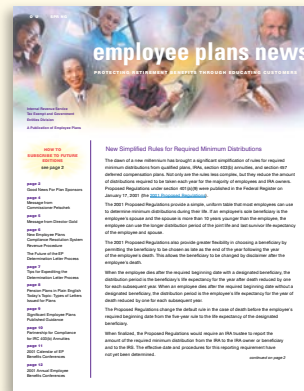 employee plans news
PROTECTING RETIREMENT BENEFITS THROUGH EDUCATING CUSTOMERS
Internal Revenue Service
Tax Exempt and Government
Entities Division
A Publication of Employee Plans
HOW TO
SUBSCRIBE TO FUTURE
EDITIONS
see page 2
page 2
Good News For Plan Sponsors
page 4
Message from
Commissioner Petschek
page 5
Message from Director Gold
page 6
New Employee Plans
Compliance Resolution System
Revenue Procedure
The Future of the EP
Determination Letter Process
page 7
Tips for Expediting the
Determination Letter Process
page 8
Pension Plans in Plain English
Today's Topic: Types of Letters
Issued for Plans
page 9
Significant Employee Plans
Published Guidance
page 10
Partnership for Compliance
for IRC 403(b) Annuities
page 11
2001 Calendar of EP
Benefits Conferences
page 12
2001 Annual Employee
Benefits Conferences
New Simplified Rules for Required Minimum Distributions
The dawn of a new millennium has brought a significant simplification of rules for required
minimum distributions from qualified plans, IRAs, section 403(b) annuities, and section 457
deferred compensation plans. Not only are the rules less complex, but they reduce the amount
of distributions required to be taken each year for the majority of employees and IRA owners.
Proposed Regulations under section 401(a)(9) were published in the Federal Register on
January 17, 2001 (the 2001 Proposed Regulations).
The 2001 Proposed Regulations provide a simple, uniform table that most employees can use
to determine minimum distributions during their life. If an employee's sole beneficiary is the
employee's spouse and the spouse is more than 10 years younger than the employee, the
employee can use the longer distribution period of the joint life and last survivor life expectancy
of the employee and spouse.
The 2001 Proposed Regulations also provide greater flexibility in choosing a beneficiary by
permitting the beneficiary to be chosen as late as the end of the year following the year
of the employee's death. This allows the beneficiary to be changed by disclaimer after the
employee's death.
When the employee dies after the required beginning date with a designated beneficiary, the
distribution period is the beneficiary's life expectancy for the year after death reduced by one
for each subsequent year. When an employee dies after the required beginning date without a
designated beneficiary, the distribution period is the employee's life expectancy for the year of
death reduced by one for each subsequent year.
The Proposed Regulations change the default rule in the case of death before the employee's
required beginning date from the five-year rule to the life expectancy of the designated
beneficiary.
When finalized, the Proposed Regulations would require an IRA trustee to report the
amount of the required minimum distribution from the IRA to the IRA owner or beneficiary
and to the IRS. The effective date and procedures for this reporting requirement have
not yet been determined.
continued on page 2